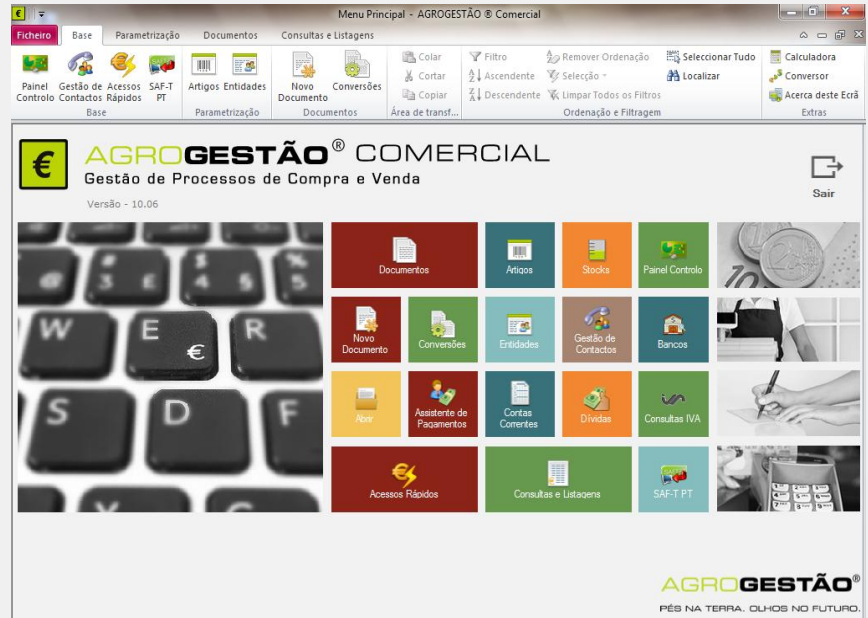 Menu Principal - AGROGESTÃO ® Comercial
Ficheiro Base Parametrização Documentos Consultas e Listagens
Painel Controlo
Gestão de Contactos
Acessos Rápidos
SAF-T PT
Base
Artigos Entidades
Parametrização
Novo Documento
Conversões
Documentos
Colar
Cortar
Copiar
Área de transf...
Filtro
Ascendente
Descendente
Remover Ordenação
Selecção
Limpar Todos os Filtros
Seleccionar Tudo
Localizar
Ordenação e Filtragem
Calculadora
Conversor
Acerca deste Ecrã
Extras
€ AGROGESTÃO® COMERCIAL
Gestão de Processos de Compra e Venda
Versão - 10.06
Sair
Documentos
Artigos
Stocks
Painel Controlo
Novo
Documento
Conversões
Entidades
Gestão de
Contactos
Bancos
Abrir
Assistente de
Pagamentos
Contas
Correntes
Dívidas
Consultas IVA
Acessos Rápidos
Consultas e Listagens
SAF-T PT
@ 3 £ $ 4 § % 5
W E € R
S D F
AGROGESTÃO®
PÉS NA TERRA. OLHOS NO FUTURO.